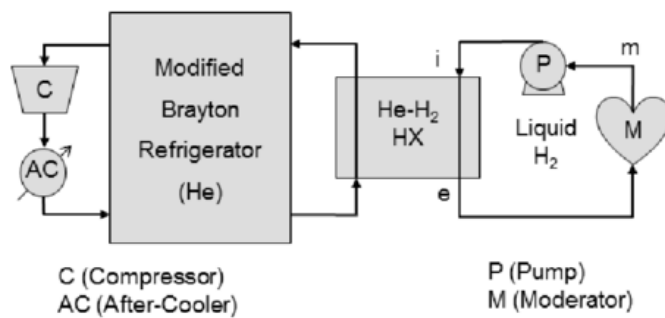 C
AC
Modified
Brayton
Refrigerator
(He)
He-H₂
HX
i
e
P
m
Liquid
H₂
M
C (Compressor)
AC (After-Cooler)
P (Pump)
M (Moderator)